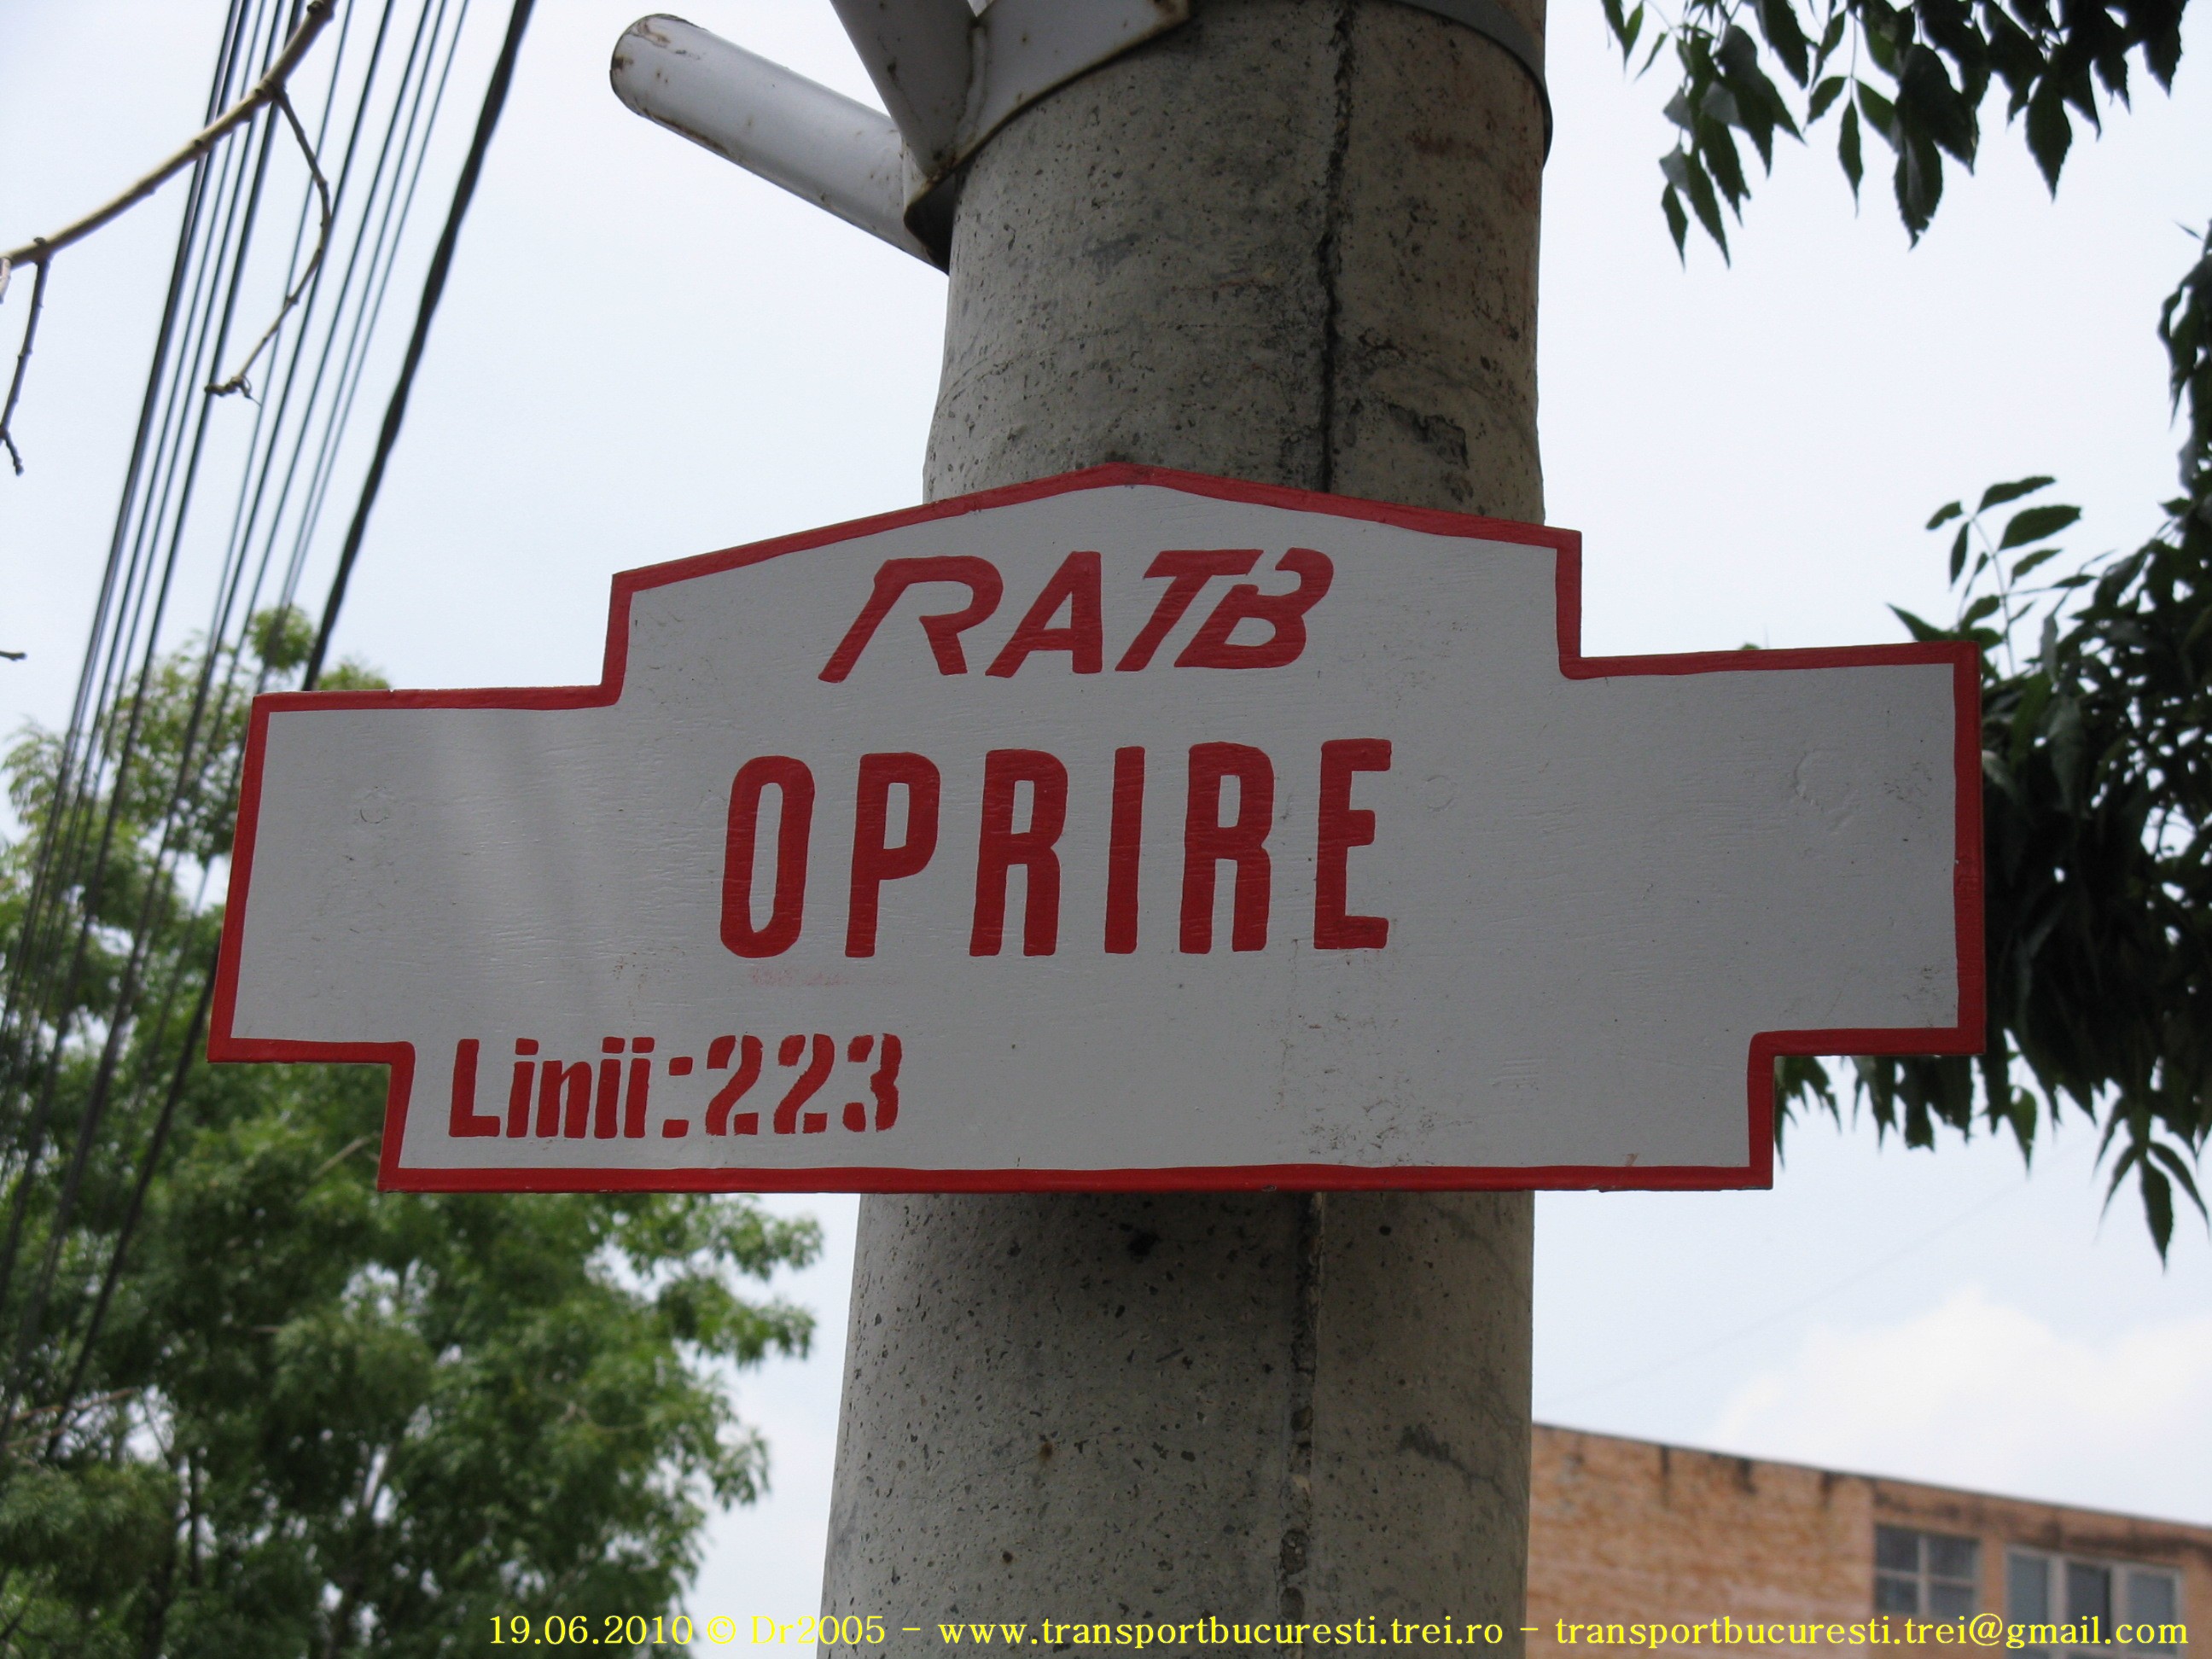 RATB
OPRIRE
Linii:223
19.06.2010 © Dr2005 - www.transportbucuresti.trei.ro - transportbucuresti.trei@gmail.com